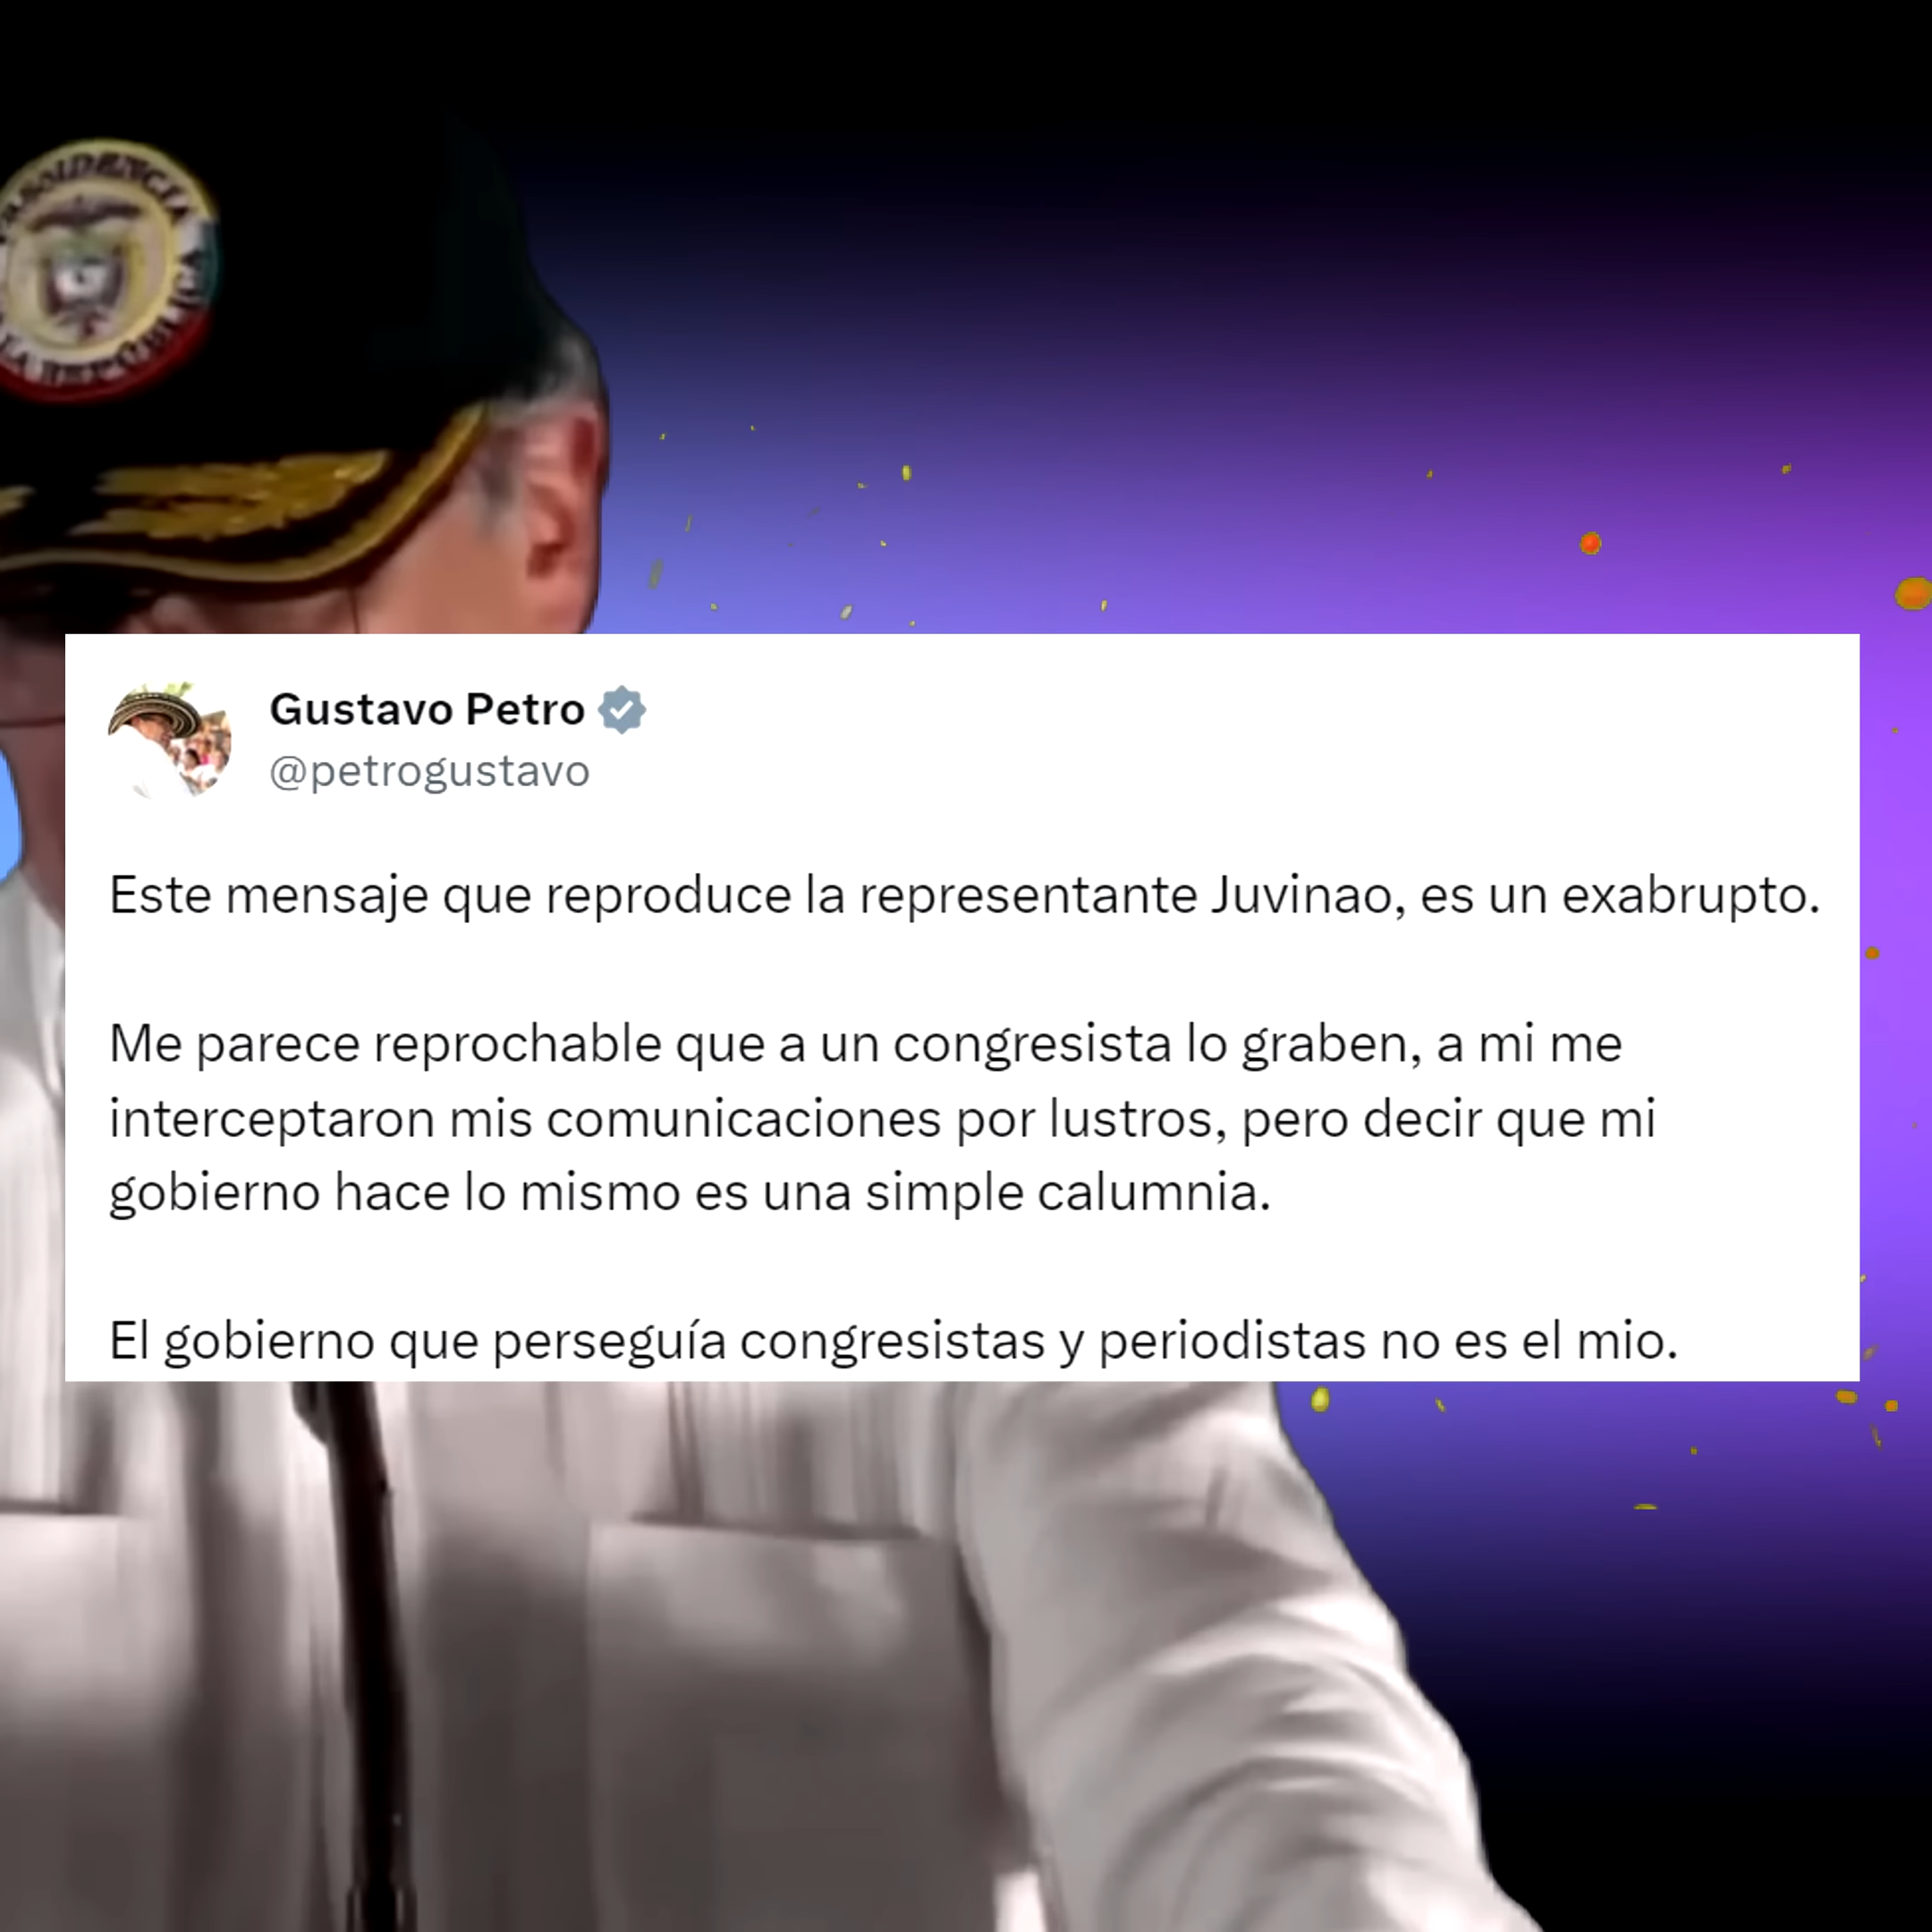 Gustavo Petro
@petrogustavo
Este mensaje que reproduce la representante Juvinao, es un exabrupto.
Me parece reprochable que a un congresista lo graben, a mi me
interceptaron mis comunicaciones por lustros, pero decir que mi
gobierno hace lo mismo es una simple calumnia.
El gobierno que perseguía congresistas y periodistas no es el mio.